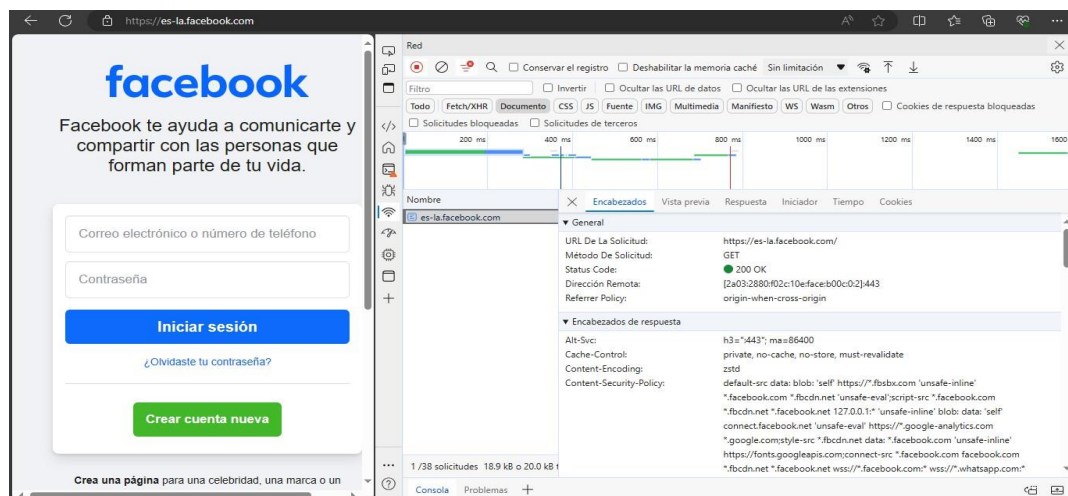 https://es-la.facebook.com
facebook
Facebook te ayuda a comunicarte y
compartir con las personas que
forman parte de tu vida.
Correo electrónico o número de teléfono
Contraseña
Iniciar sesión
¿Olvidaste tu contraseña?
Crear cuenta nueva
Crea una página para una celebridad, una marca o un
Red
Conservar el registro Deshabilitar la memoria caché Sin limitación
Filtro Invertir Ocultar las URL de datos Ocultar las URL de las extensiones
Todo Fetch/XHR Documento CSS JS Fuente IMG Multimedia Manifiesto WS Wasm Otros Cookies de respuesta bloqueadas
Solicitudes bloqueadas Solicitudes de terceros
200 ms 400 ms 600 ms 800 ms 1000 ms 1200 ms 1400 ms 1600
Nombre
es-la.facebook.com
1 /38 solicitudes 18.9 kB o 20.0 kB t
Encabezados Vista previa Respuesta Iniciador Tiempo Cookies
General
URL De La Solicitud: https://es-la.facebook.com/
Método De Solicitud: GET
Status Code: 200 OK
Dirección Remota: [2a03:2880:f02c:10e:face:b00c:0:2]:443
Referrer Policy: origin-when-cross-origin
Encabezados de respuesta
Alt-Svc: h3=":443"; ma=86400
Cache-Control: private, no-cache, no-store, must-revalidate
Content-Encoding: zstd
Content-Security-Policy: default-src data: blob: 'self' https://*.fbsbx.com 'unsafe-inline'
*.facebook.com *.fbcdn.net 'unsafe-eval';script-src *.facebook.com
*.fbcdn.net *.facebook.net 127.0.0.1:* 'unsafe-inline' blob: data: 'self'
connect.facebook.net 'unsafe-eval' https://*.google-analytics.com
*.google.com;style-src *.fbcdn.net data: *.facebook.com 'unsafe-inline'
https://fonts.googleapis.com;connect-src *.facebook.com facebook.com
*.fbcdn.net *.facebook.net wss://*.facebook.com:* wss://*.whatsapp.com:*
Consola Problemas